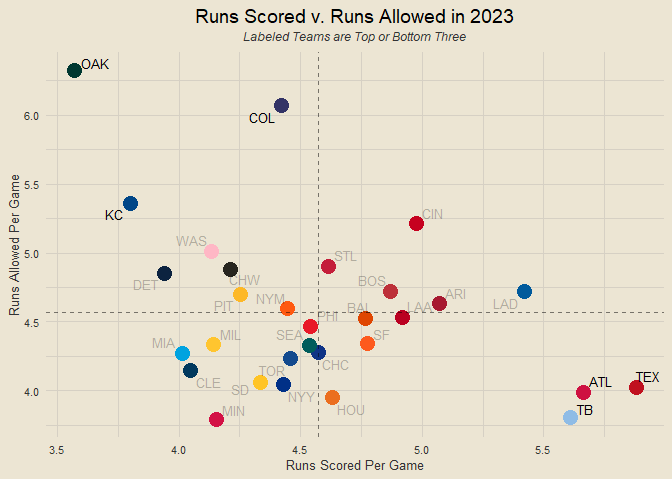 Runs Scored v. Runs Allowed in 2023
Labeled Teams are Top or Bottom Three
OAK
COL
KC
CIN
WAS
STL
DET
CHW
BOS
ARI
LAD
PIT
NYM
BAL
LAA
PHI
MIL
SEA
SF
MIA
CHC
TOR
CLE
SD
NYY
HOU
MIN
TEX
ATL
TB
6.0
5.5
5.0
4.5
4.0
3.5
4.0
4.5
5.0
5.5
Runs Allowed Per Game
Runs Scored Per Game